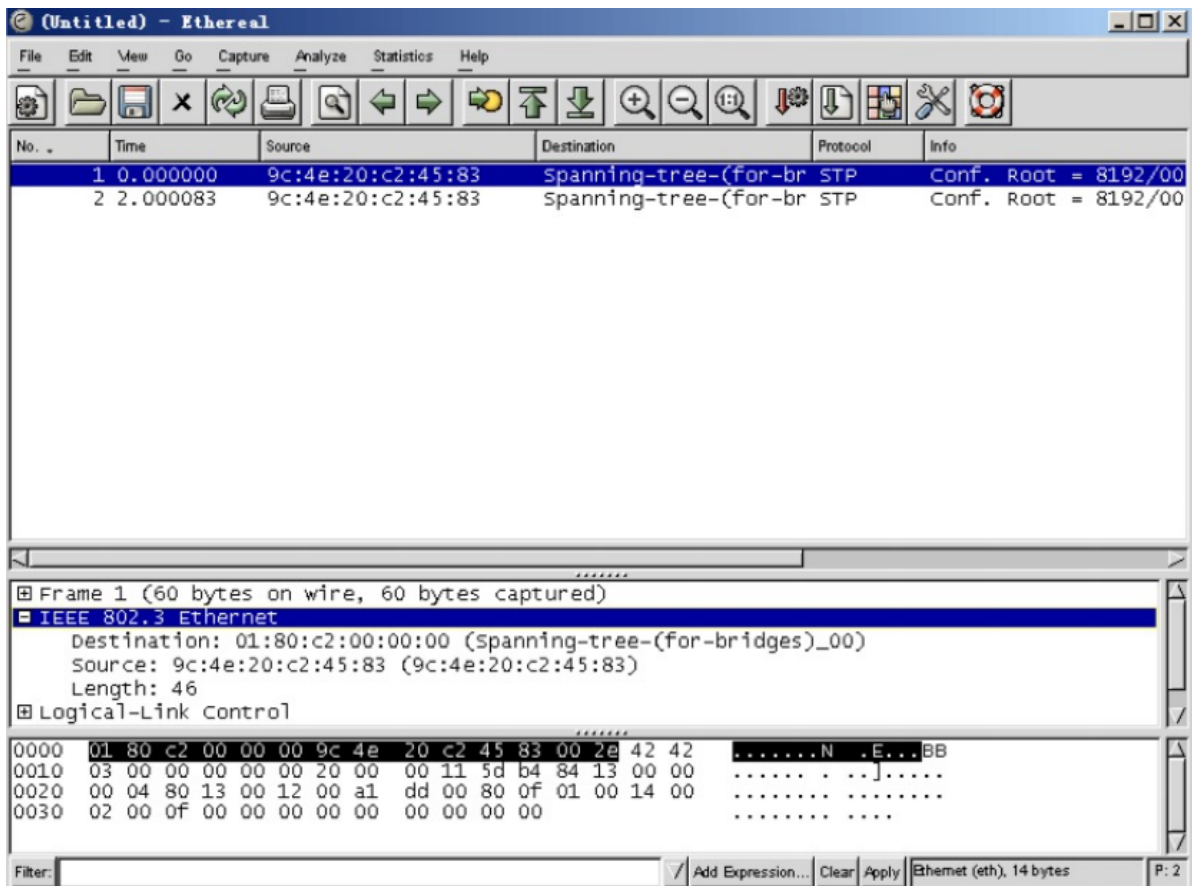 (Untitled) - Ethereal
File Edit View Go Capture Analyze Statistics Help
No. . Time Source Destination Protocol Info
1 0.000000 9c:4e:20:c2:45:83 Spanning-tree-(for-br STP Conf. Root = 8192/00
2 2.000083 9c:4e:20:c2:45:83 Spanning-tree-(for-br STP Conf. Root = 8192/00
Frame 1 (60 bytes on wire, 60 bytes captured)
IEEE 802.3 Ethernet
Destination: 01:80:c2:00:00:00 (Spanning-tree-(for-bridges)_00)
Source: 9c:4e:20:c2:45:83 (9c:4e:20:c2:45:83)
Length: 46
Logical-Link Control
0000 01 80 c2 00 00 00 9c 4e 20 c2 45 83 00 2e 42 42 .......N .E...BB
0010 03 00 00 00 00 00 20 00 00 11 5d b4 84 13 00 00 ...... . ..].....
0020 00 04 80 13 00 12 00 a1 dd 00 80 0f 01 00 14 00 ........ ........
0030 02 00 0f 00 00 00 00 00 00 00 00 00 ........ ....
Filter: Add Expression... Clear Apply Ethernet (eth), 14 bytes P: 2